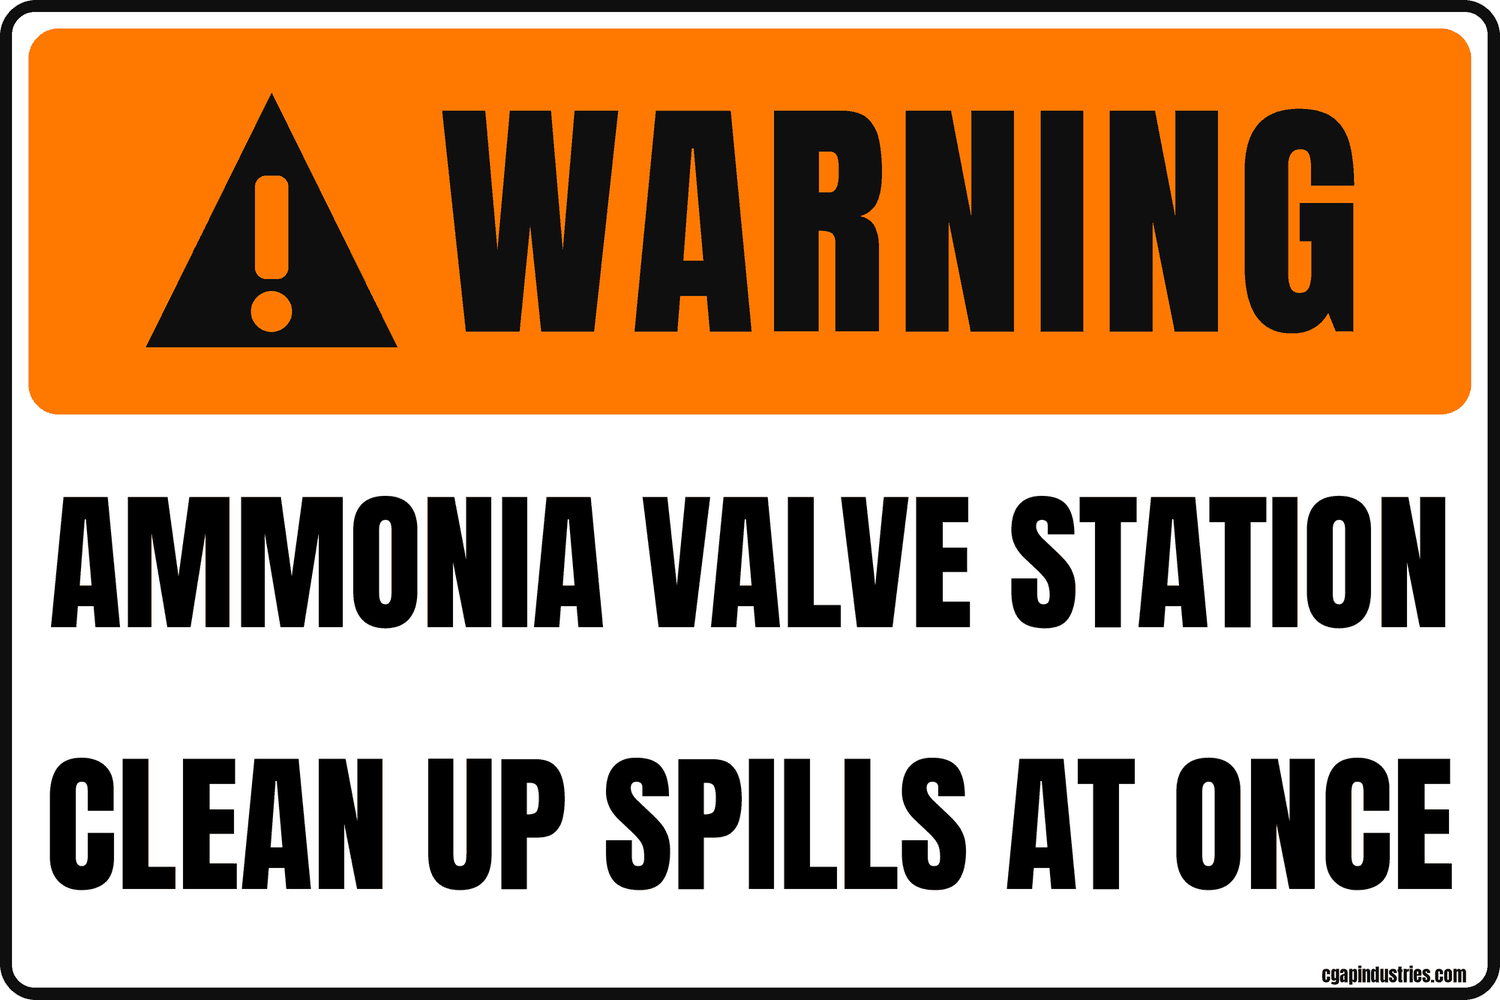 WARNING
AMMONIA VALVE STATION
CLEAN UP SPILLS AT ONCE
cgapindustries.com